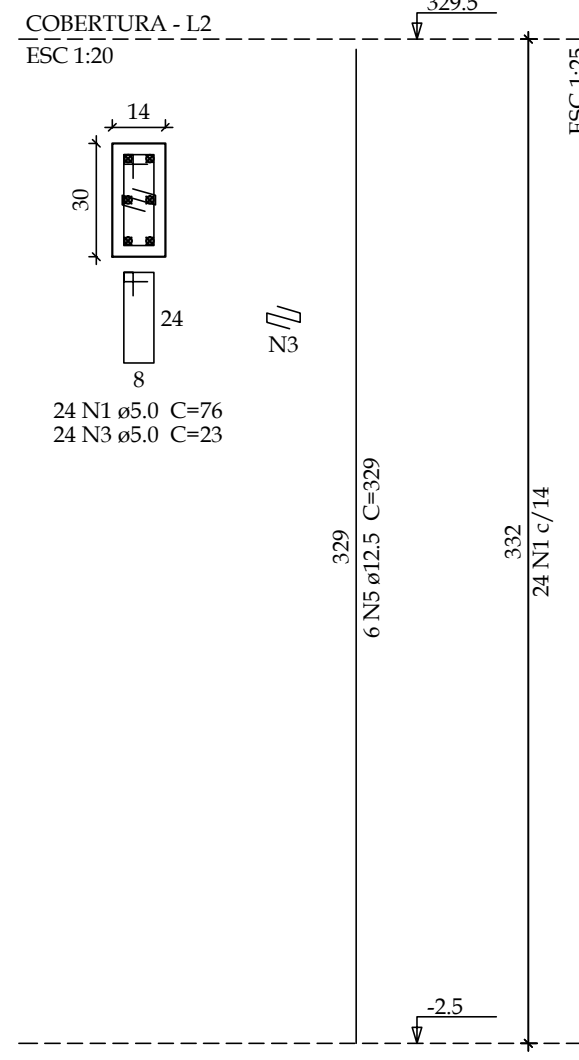 COBERTURA - L2
329.5
ESC 1:20
ESC 1:25
14
30
24
8
N3
24 N1 ø5.0 C=76
24 N3 ø5.0 C=23
329
6 N5 ø12.5 C=329
332
24 N1 c/14
-2.5